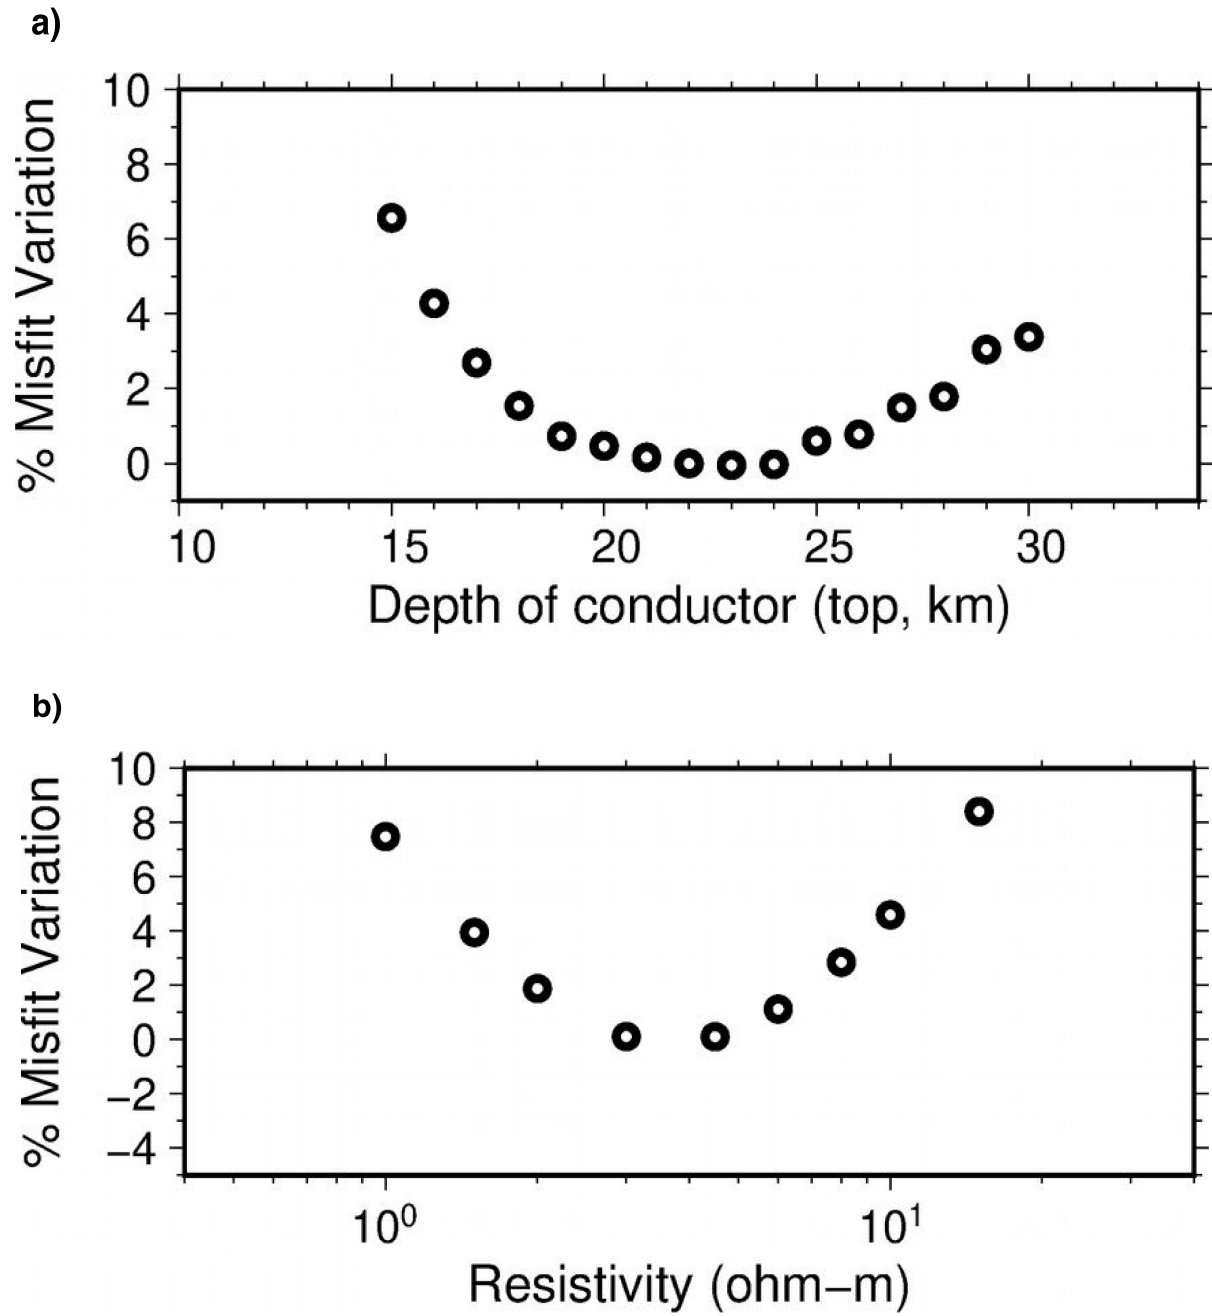 a)
% Misfit Variation
10
8
6
4
2
0
10 15 20 25 30
Depth of conductor (top, km)
b)
% Misfit Variation
10
8
6
4
2
0
−2
−4
10⁰ 10¹
Resistivity (ohm−m)